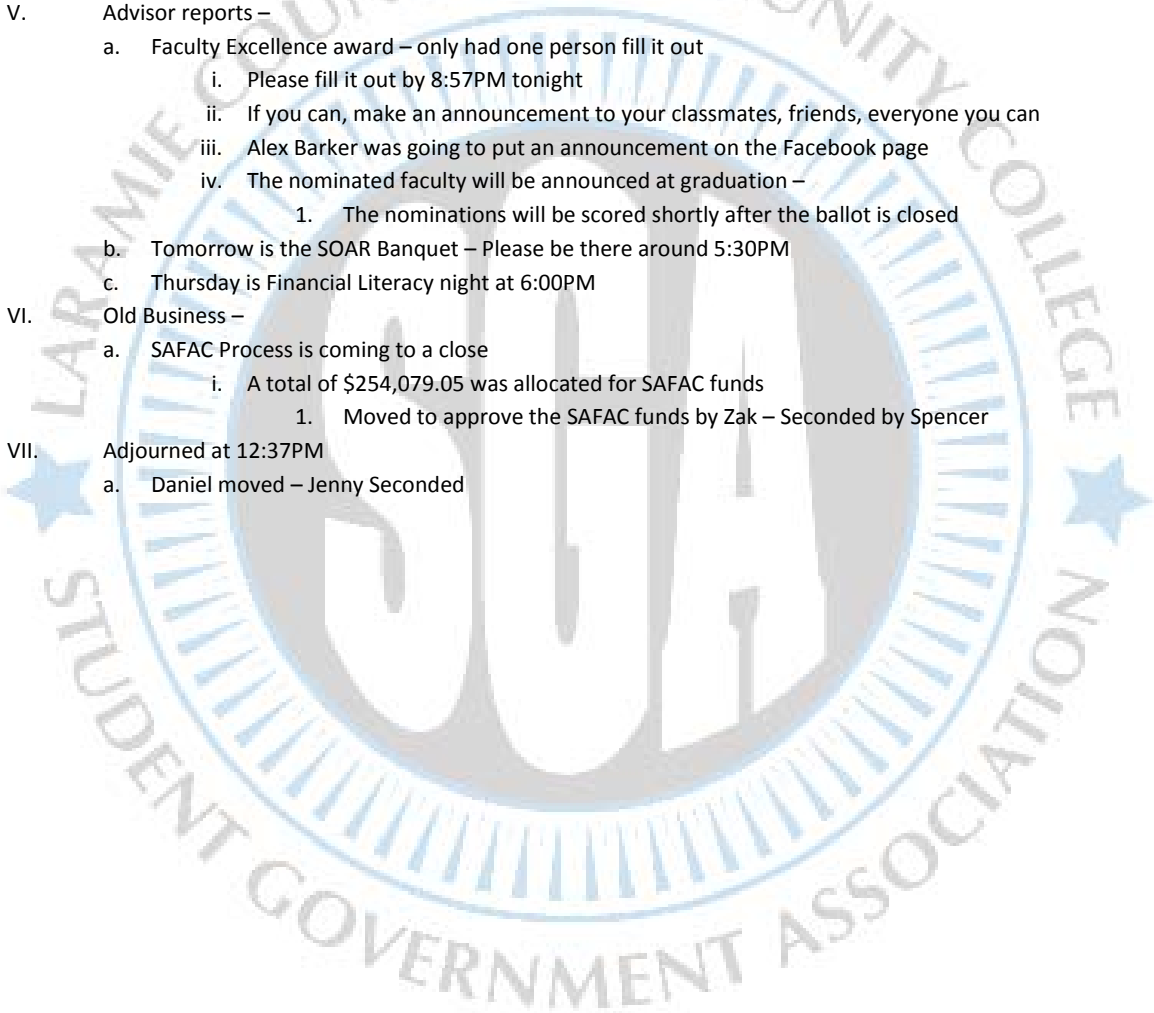 V. Advisor reports –
a. Faculty Excellence award – only had one person fill it out
i. Please fill it out by 8:57PM tonight
ii. If you can, make an announcement to your classmates, friends, everyone you can
iii. Alex Barker was going to put an announcement on the Facebook page
iv. The nominated faculty will be announced at graduation –
1. The nominations will be scored shortly after the ballot is closed
b. Tomorrow is the SOAR Banquet – Please be there around 5:30PM
c. Thursday is Financial Literacy night at 6:00PM
VI. Old Business –
a. SAFAC Process is coming to a close
i. A total of $254,079.05 was allocated for SAFAC funds
1. Moved to approve the SAFAC funds by Zak – Seconded by Spencer
VII. Adjourned at 12:37PM
a. Daniel moved – Jenny Seconded
LARAMIE COLLEGE
SGA
STUDENT GOVERNMENT ASSOCIATION